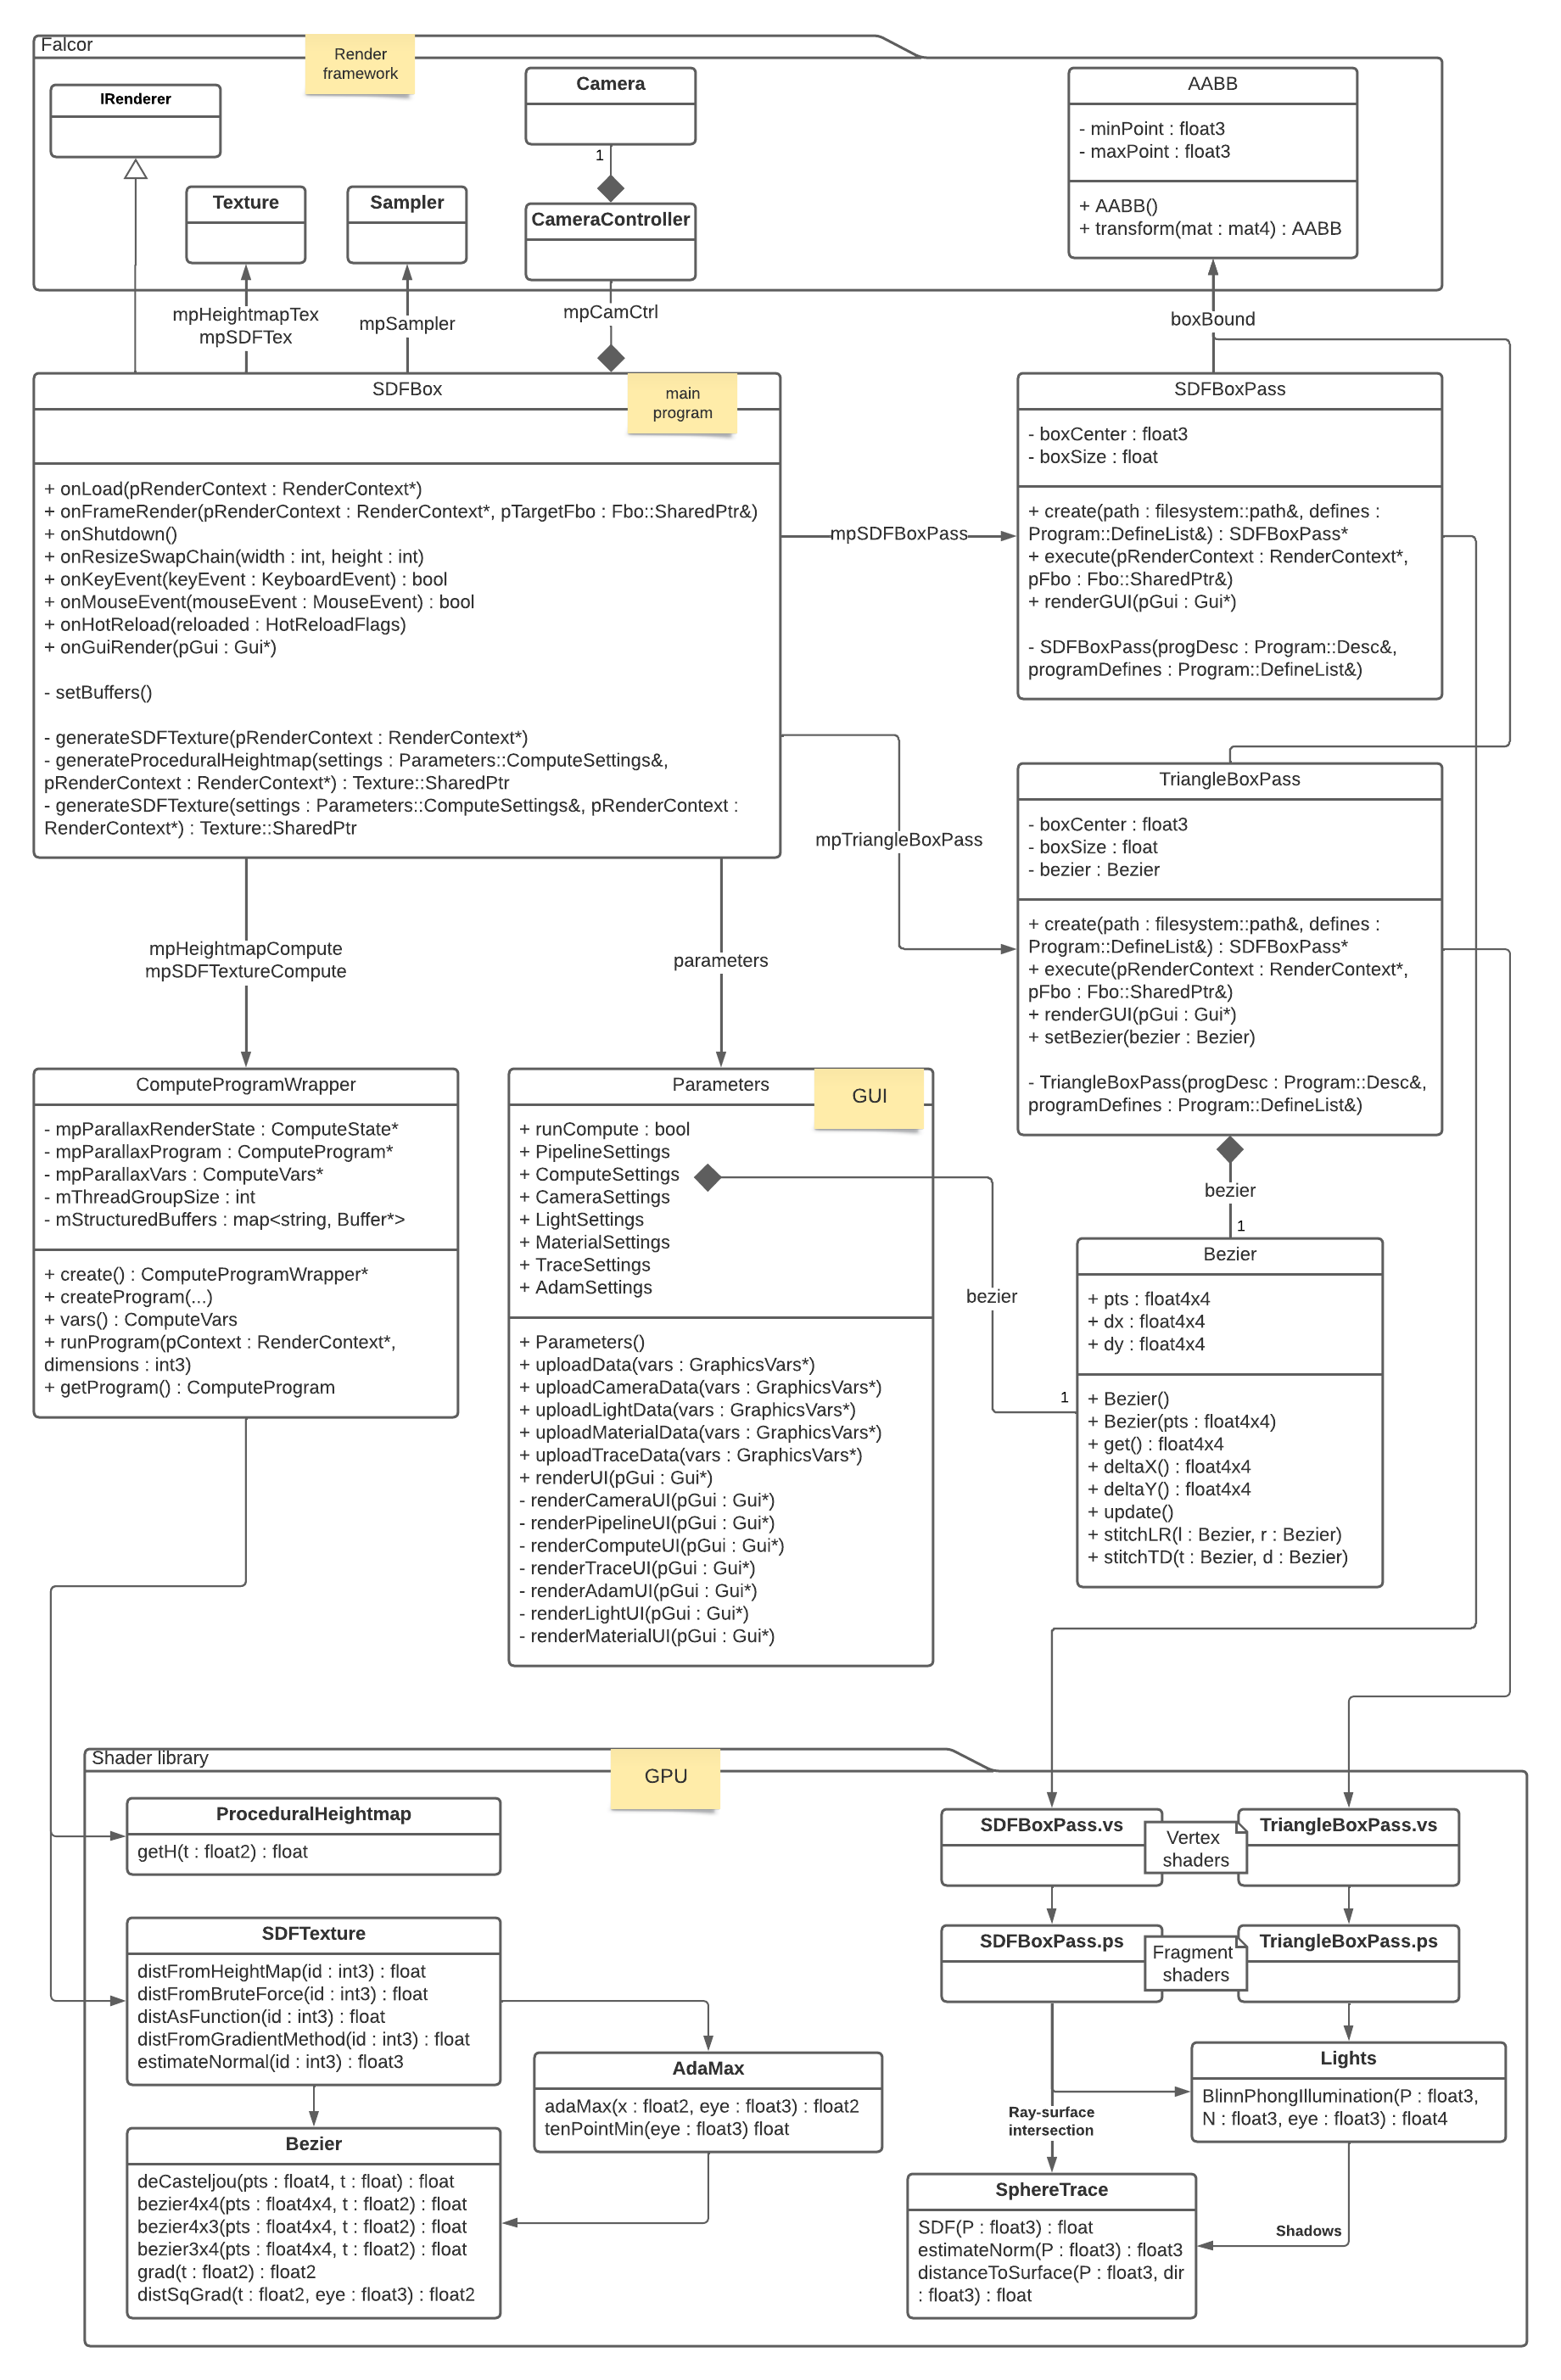 Falcor
Render
framework
IRenderer
Camera
1
Texture
Sampler
CameraController
AABB
- minPoint : float3
- maxPoint : float3
+ AABB()
+ transform(mat : mat4) : AABB
mpHeightmapTex
mpSDFTex
mpSampler
mpCamCtrl
boxBound
SDFBox
main
program
+ onLoad(pRenderContext : RenderContext*)
+ onFrameRender(pRenderContext : RenderContext*, pTargetFbo : Fbo::SharedPtr&)
+ onShutdown()
+ onResizeSwapChain(width : int, height : int)
+ onKeyEvent(keyEvent : KeyboardEvent) : bool
+ onMouseEvent(mouseEvent : MouseEvent) : bool
+ onHotReload(reloaded : HotReloadFlags)
+ onGuiRender(pGui : Gui*)
- setBuffers()
- generateSDFTexture(pRenderContext : RenderContext*)
- generateProceduralHeightmap(settings : Parameters::ComputeSettings&,
pRenderContext : RenderContext*) : Texture::SharedPtr
- generateSDFTexture(settings : Parameters::ComputeSettings&, pRenderContext :
RenderContext*) : Texture::SharedPtr
mpSDFBoxPass
SDFBoxPass
- boxCenter : float3
- boxSize : float
+ create(path : filesystem::path&, defines :
Program::DefineList&) : SDFBoxPass*
+ execute(pRenderContext : RenderContext*,
pFbo : Fbo::SharedPtr&)
+ renderGUI(pGui : Gui*)
- SDFBoxPass(progDesc : Program::Desc&,
programDefines : Program::DefineList&)
mpTriangleBoxPass
TriangleBoxPass
- boxCenter : float3
- boxSize : float
- bezier : Bezier
+ create(path : filesystem::path&, defines :
Program::DefineList&) : SDFBoxPass*
+ execute(pRenderContext : RenderContext*,
pFbo : Fbo::SharedPtr&)
+ renderGUI(pGui : Gui*)
+ setBezier(bezier : Bezier)
- TriangleBoxPass(progDesc : Program::Desc&,
programDefines : Program::DefineList&)
mpHeightmapCompute
mpSDFTextureCompute
parameters
ComputeProgramWrapper
- mpParallaxRenderState : ComputeState*
- mpParallaxProgram : ComputeProgram*
- mpParallaxVars : ComputeVars*
- mThreadGroupSize : int
- mStructuredBuffers : map<string, Buffer*>
+ create() : ComputeProgramWrapper*
+ createProgram(...)
+ vars() : ComputeVars
+ runProgram(pContext : RenderContext*,
dimensions : int3)
+ getProgram() : ComputeProgram
Parameters
GUI
+ runCompute : bool
+ PipelineSettings
+ ComputeSettings
+ CameraSettings
+ LightSettings
+ MaterialSettings
+ TraceSettings
+ AdamSettings
+ Parameters()
+ uploadData(vars : GraphicsVars*)
+ uploadCameraData(vars : GraphicsVars*)
+ uploadLightData(vars : GraphicsVars*)
+ uploadMaterialData(vars : GraphicsVars*)
+ uploadTraceData(vars : GraphicsVars*)
+ renderUI(pGui : Gui*)
- renderCameraUI(pGui : Gui*)
- renderPipelineUI(pGui : Gui*)
- renderComputeUI(pGui : Gui*)
- renderTraceUI(pGui : Gui*)
- renderAdamUI(pGui : Gui*)
- renderLightUI(pGui : Gui*)
- renderMaterialUI(pGui : Gui*)
bezier
1
bezier
1
Bezier
+ pts : float4x4
+ dx : float4x4
+ dy : float4x4
+ Bezier()
+ Bezier(pts : float4x4)
+ get() : float4x4
+ deltaX() : float4x4
+ deltaY() : float4x4
+ update()
+ stitchLR(l : Bezier, r : Bezier)
+ stitchTD(t : Bezier, d : Bezier)
Shader library
GPU
ProceduralHeightmap
getH(t : float2) : float
SDFTexture
distFromHeightMap(id : int3) : float
distFromBruteForce(id : int3) : float
distAsFunction(id : int3) : float
distFromGradientMethod(id : int3) : float
estimateNormal(id : int3) : float3
AdaMax
adaMax(x : float2, eye : float3) : float2
tenPointMin(eye : float3) float
Bezier
deCasteljou(pts : float4, t : float) : float
bezier4x4(pts : float4x4, t : float2) : float
bezier4x3(pts : float4x4, t : float2) : float
bezier3x4(pts : float4x4, t : float2) : float
grad(t : float2) : float2
distSqGrad(t : float2, eye : float3) : float2
SDFBoxPass.vs
Vertex
shaders
TriangleBoxPass.vs
SDFBoxPass.ps
Fragment
shaders
TriangleBoxPass.ps
Lights
BlinnPhongIllumination(P : float3,
N : float3, eye : float3) : float4
Ray-surface
intersection
SphereTrace
SDF(P : float3) : float
estimateNorm(P : float3) : float3
distanceToSurface(P : float3, dir
: float3) : float
Shadows